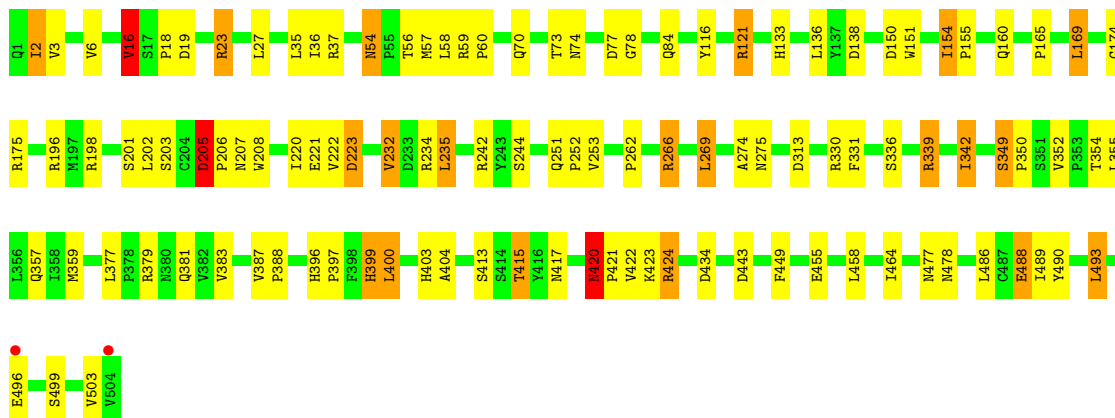 Q1 I2 V3 V6 V16 S17 P18 D19 R23 L27 L35 I36 R37 N54 P55 T56 M57 L58 R59 P60 Q70 T73 N74 D77 G78 Q84 Y116 R121 H133 L136 Y137 D138 D150 W151 I154 P155 Q160 P165 L169 G174
R175 R196 M197 R198 S201 L202 S203 C204 D205 P206 N207 W208 I220 E221 V222 D223 V232 D233 R234 L235 R242 Y243 S244 Q251 P252 V253 P262 R266 L269 A274 N275 D313 R330 F331 S336 R339 I342 S349 P350 S351 V352 P353 T354 L355
L356 Q357 I358 M359 L377 P378 R379 N380 Q381 V382 V383 V387 P388 H396 P397 F398 H399 L400 H403 A404 S413 S414 T415 Y416 N417 N420 P421 V422 K423 R424 D434 D443 F449 E455 L458 I464 N477 N478 L486 C487 E488 I489 Y490 L493
E496 S499 V503 V504